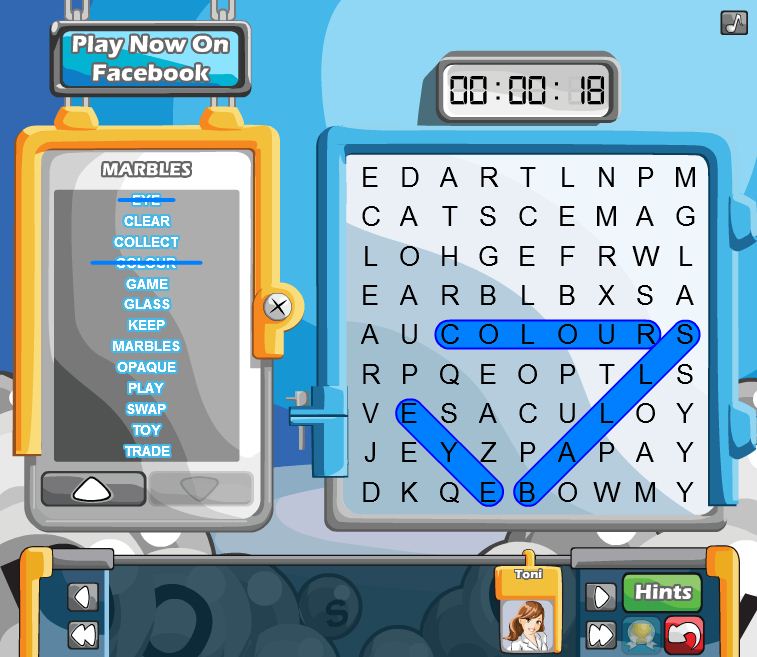 Play Now On
Facebook
00:00:18
MARBLES
EYE
CLEAR
COLLECT
COLOUR
GAME
GLASS
KEEP
MARBLES
OPAQUE
PLAY
SWAP
TOY
TRADE
E D A R T L N P M
C A T S C E M A G
L O H G E F R W L
E A R B L B X S A
A U C O L O U R S
R P Q E O P T L S
V E S A C U L O Y
J E Y Z P A P A Y
D K Q E B O W M Y
Toni
Hints
S